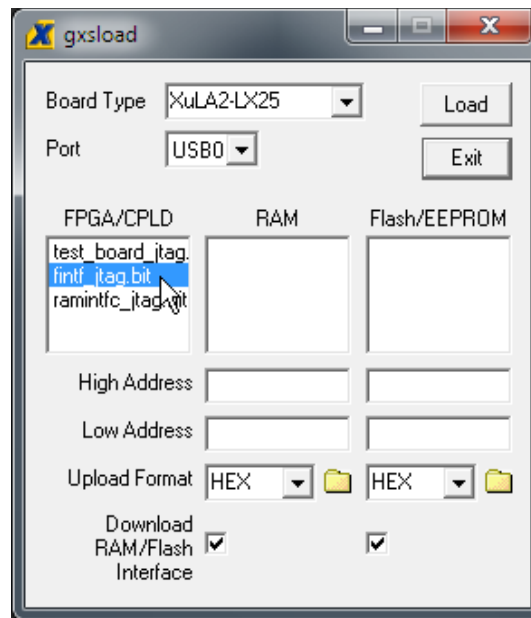 gxsload
Board Type XuLA2-LX25 Load
Port USB0 Exit
FPGA/CPLD RAM Flash/EEPROM
test_board_jtag.
fintf_jtag.bit
ramintfc_jtag.bit
High Address
Low Address
Upload Format HEX HEX
Download
RAM/Flash
Interface